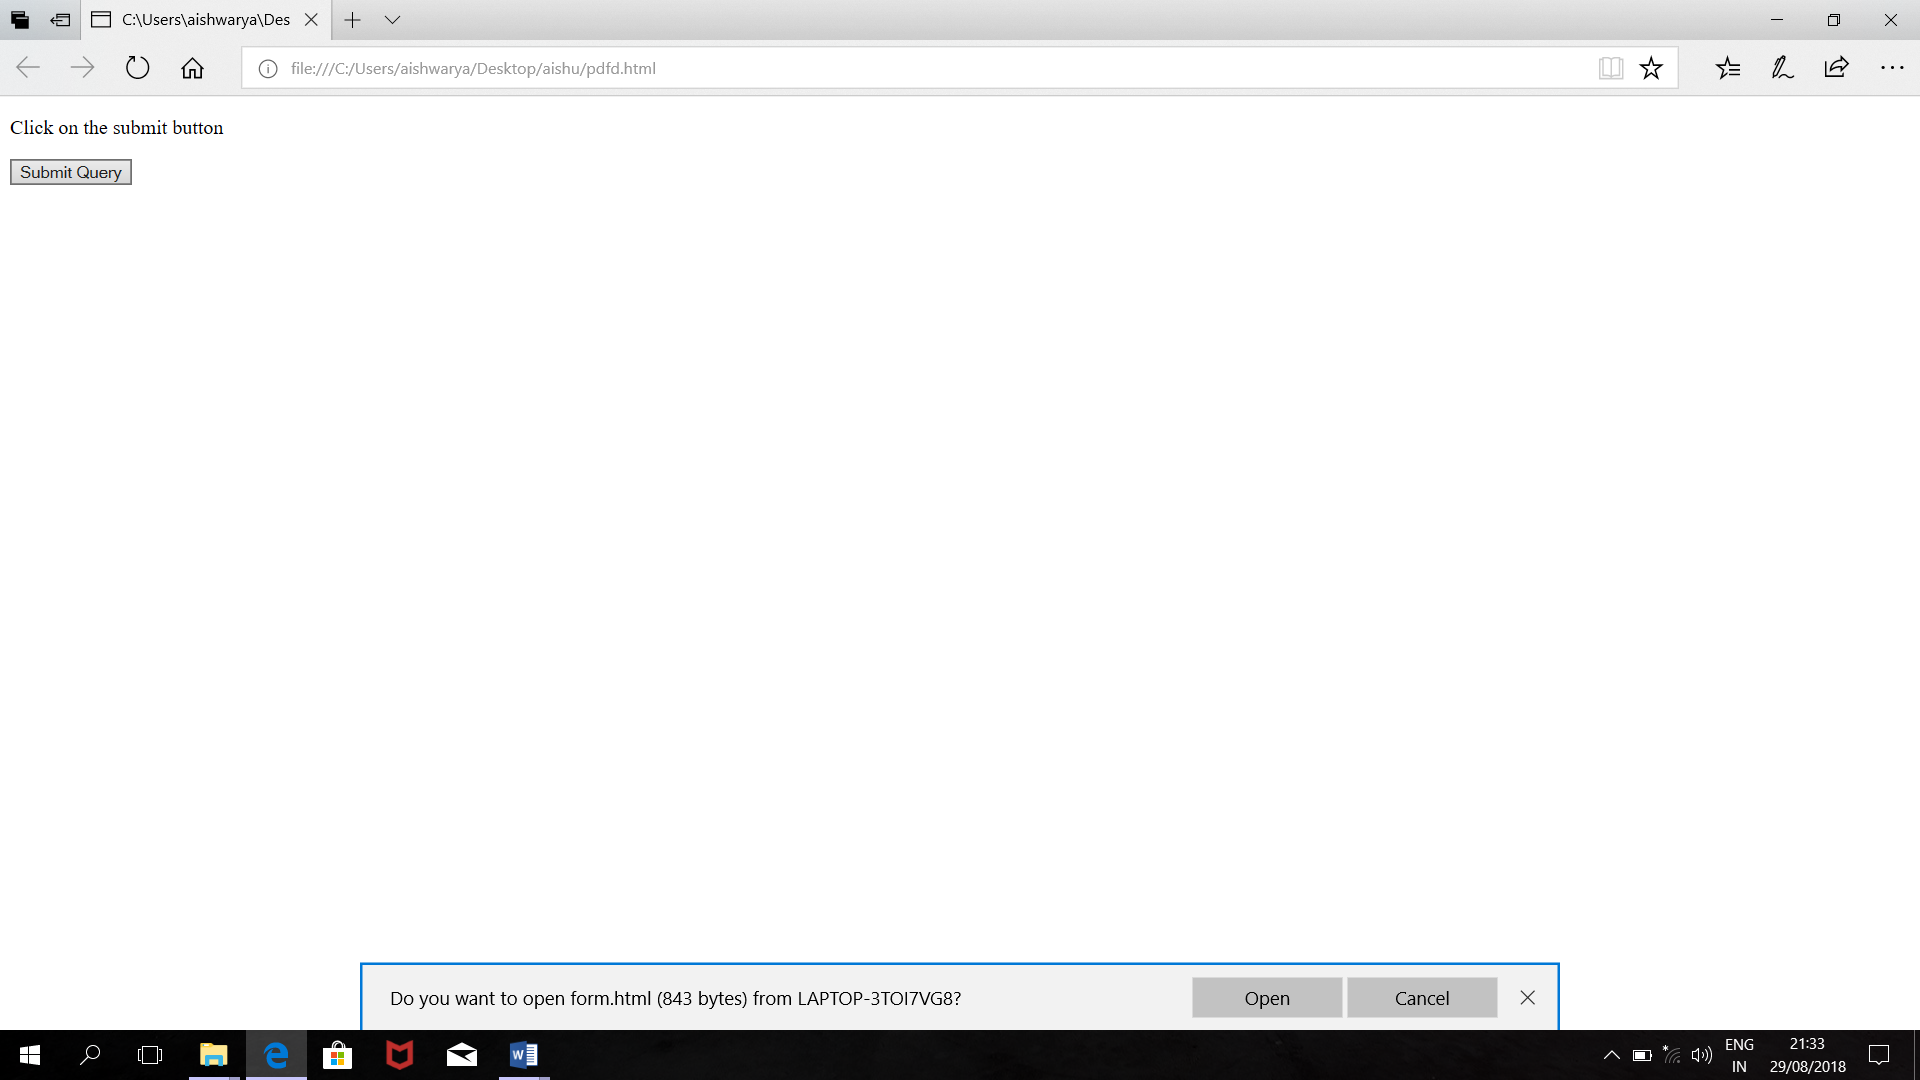 C:\Users\aishwarya\Des
file:///C:/Users/aishwarya/Desktop/aishu/pdfd.html
Click on the submit button
Submit Query
Do you want to open form.html (843 bytes) from LAPTOP-3TOI7VG8?
Open
Cancel
ENG
IN
21:33
29/08/2018